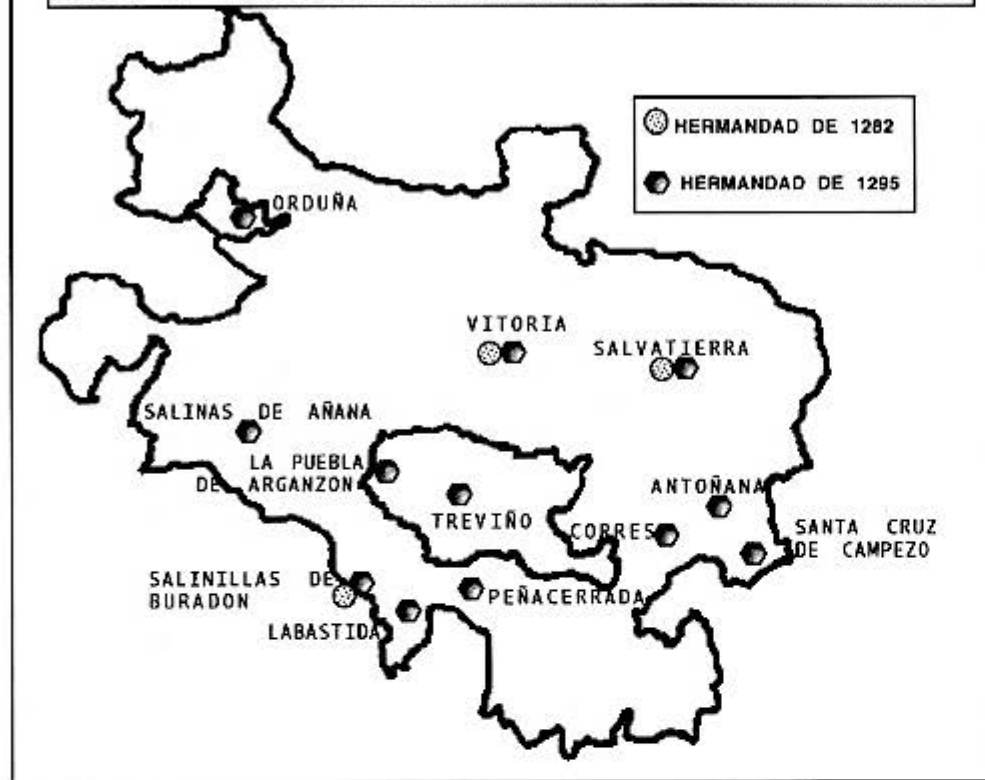 HERMANDAD DE 1282
HERMANDAD DE 1295
ORDUÑA
VITORIA
SALVATIERRA
SALINAS DE AÑANA
LA PUEBLA
DE ARGANZON
TREVIÑO
ANTOÑANA
CORRES
SANTA CRUZ
DE CAMPEZO
SALINILLAS DE
BURADON
PEÑACERRADA
LABASTIDA